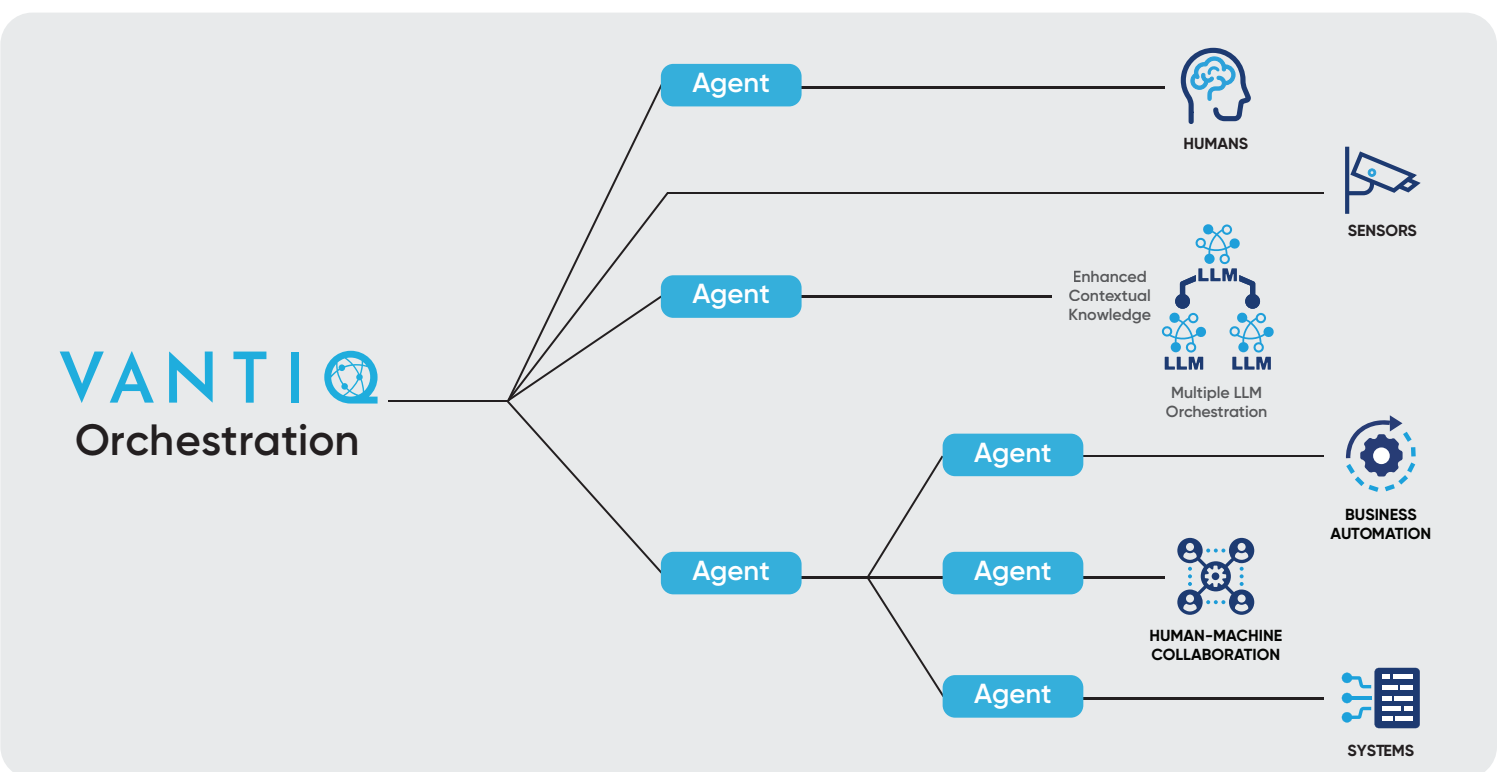 Agent
HUMANS
SENSORS
Agent
Enhanced
Contextual
Knowledge
LLM
LLM
LLM
Multiple LLM
Orchestration
VANTIQ
Orchestration
Agent
BUSINESS
AUTOMATION
Agent
Agent
HUMAN-MACHINE
COLLABORATION
Agent
SYSTEMS